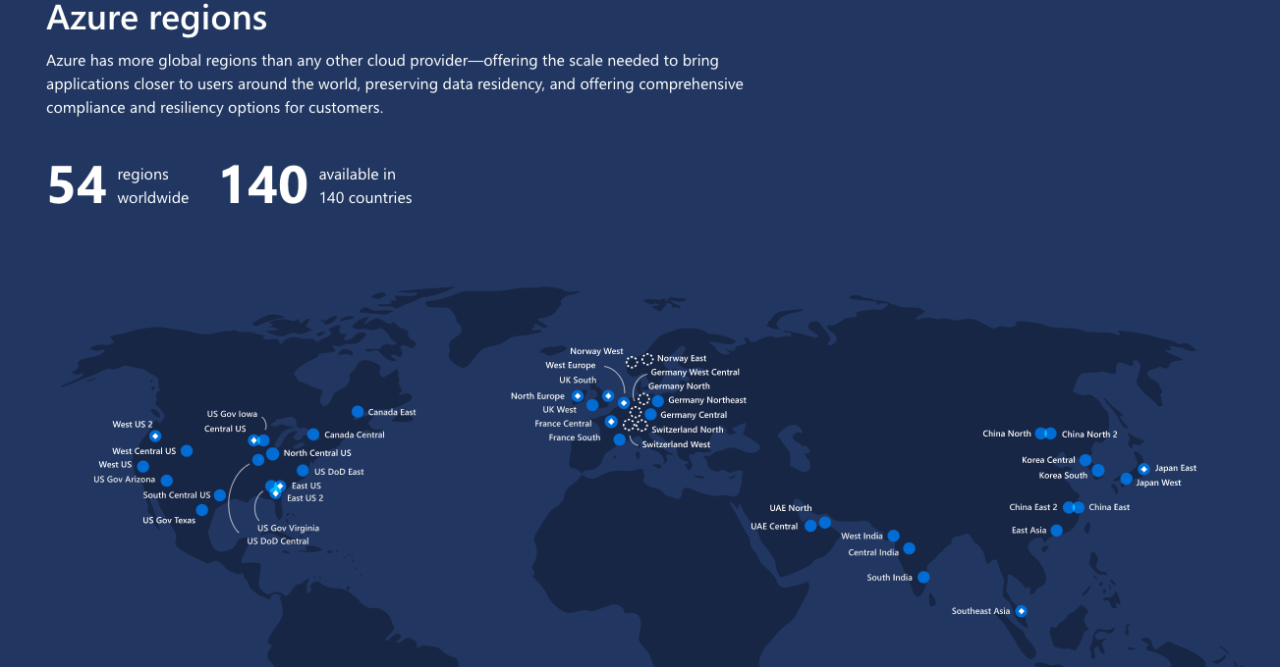 Azure regions
Azure has more global regions than any other cloud provider—offering the scale needed to bring
applications closer to users around the world, preserving data residency, and offering comprehensive
compliance and resiliency options for customers.
54 regions worldwide
140 available in 140 countries
Norway West
Norway East
West Europe
Germany West Central
UK South
Germany North
North Europe
Germany Northeast
UK West
Germany Central
France Central
Switzerland North
France South
Switzerland West
US Gov Iowa
Canada East
West US 2
Central US
Canada Central
West Central US
North Central US
West US
US DoD East
US Gov Arizona
East US
South Central US
East US 2
US Gov Texas
US Gov Virginia
US DoD Central
China North
China North 2
Korea Central
Japan East
Korea South
Japan West
UAE North
China East 2
China East
UAE Central
East Asia
West India
Central India
South India
Southeast Asia